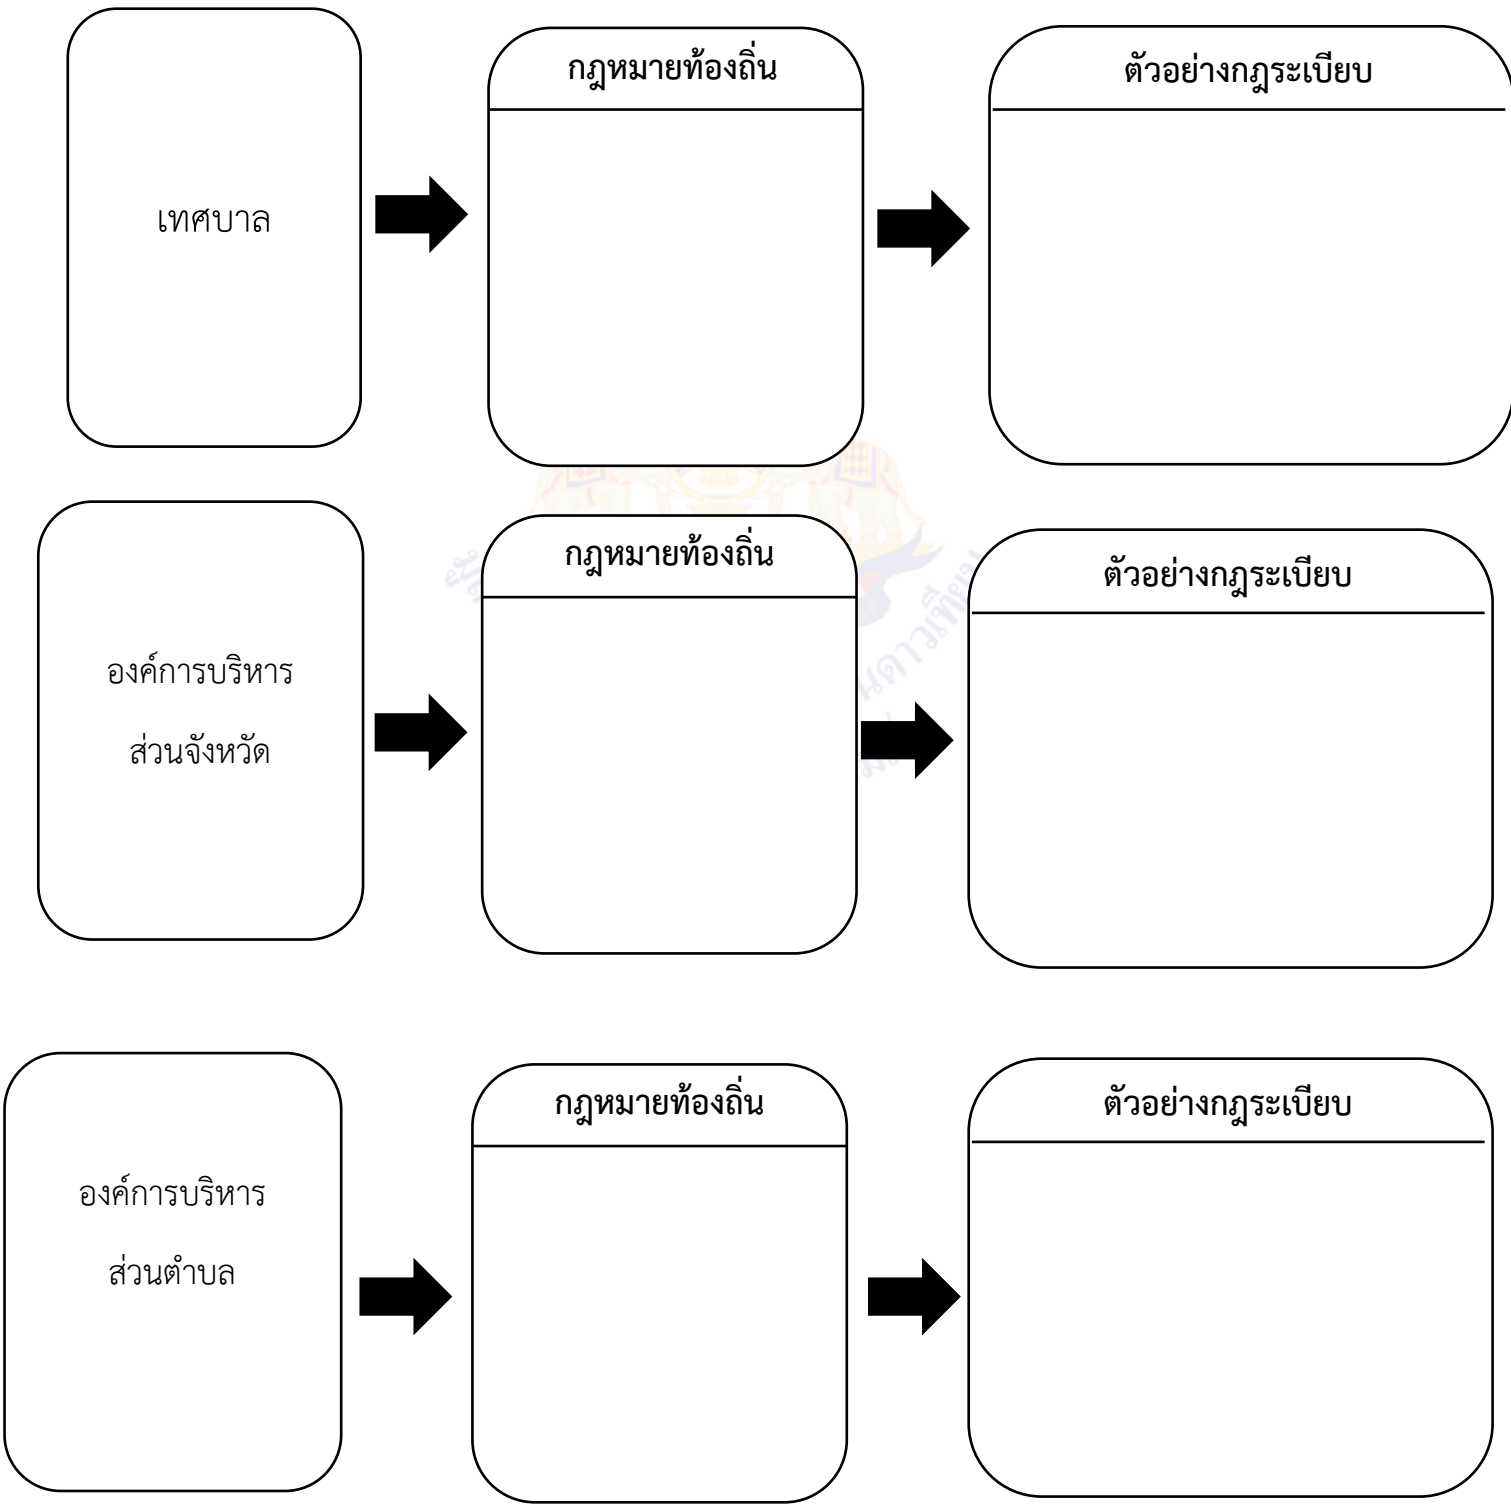 เทศบาล
กฎหมายท้องถิ่น
ตัวอย่างกฎระเบียบ
องค์การบริหาร
ส่วนจังหวัด
กฎหมายท้องถิ่น
ตัวอย่างกฎระเบียบ
องค์การบริหาร
ส่วนตำบล
กฎหมายท้องถิ่น
ตัวอย่างกฎระเบียบ